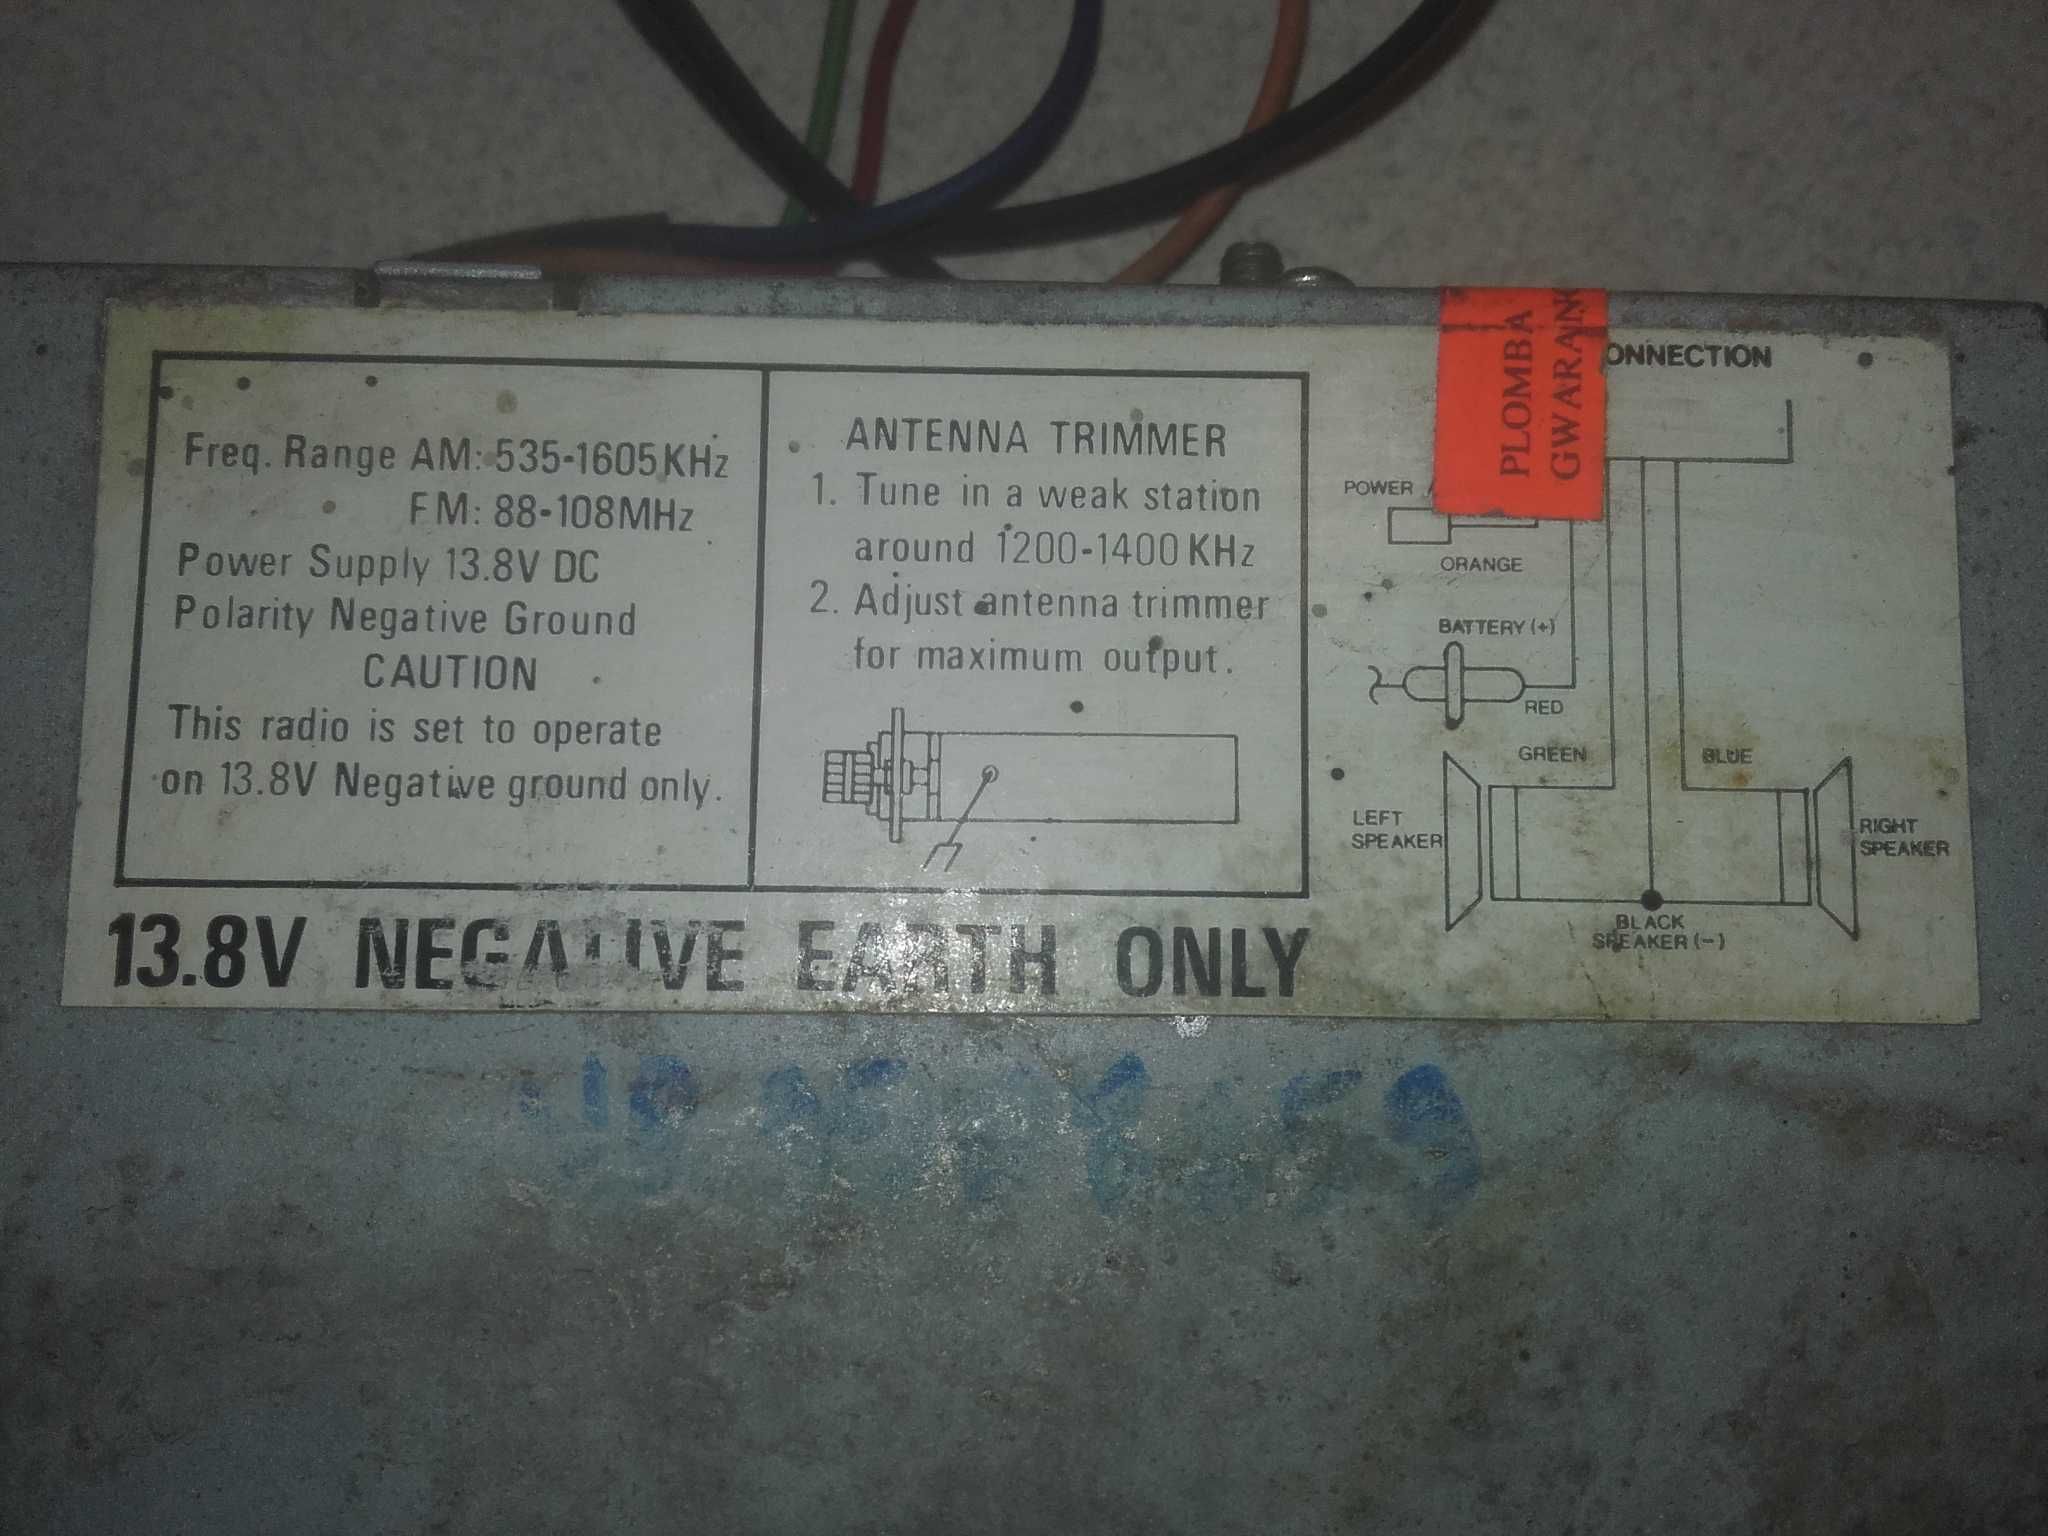 Freq. Range AM: 535-1605KHz
FM: 88-108MHz
Power Supply 13.8V DC
Polarity Negative Ground
CAUTION
This radio is set to operate
on 13.8V Negative ground only.
ANTENNA TRIMMER
1. Tune in a weak station
around 1200-1400KHz
2. Adjust antenna trimmer
for maximum output.
13.8V NEGATIVE EARTH ONLY
PLOMBA
GWARAN
ONNECTION
POWER
ORANGE
BATTERY (+)
RED
GREEN
BLUE
LEFT
SPEAKER
RIGHT
SPEAKER
BLACK
SPEAKER (-)